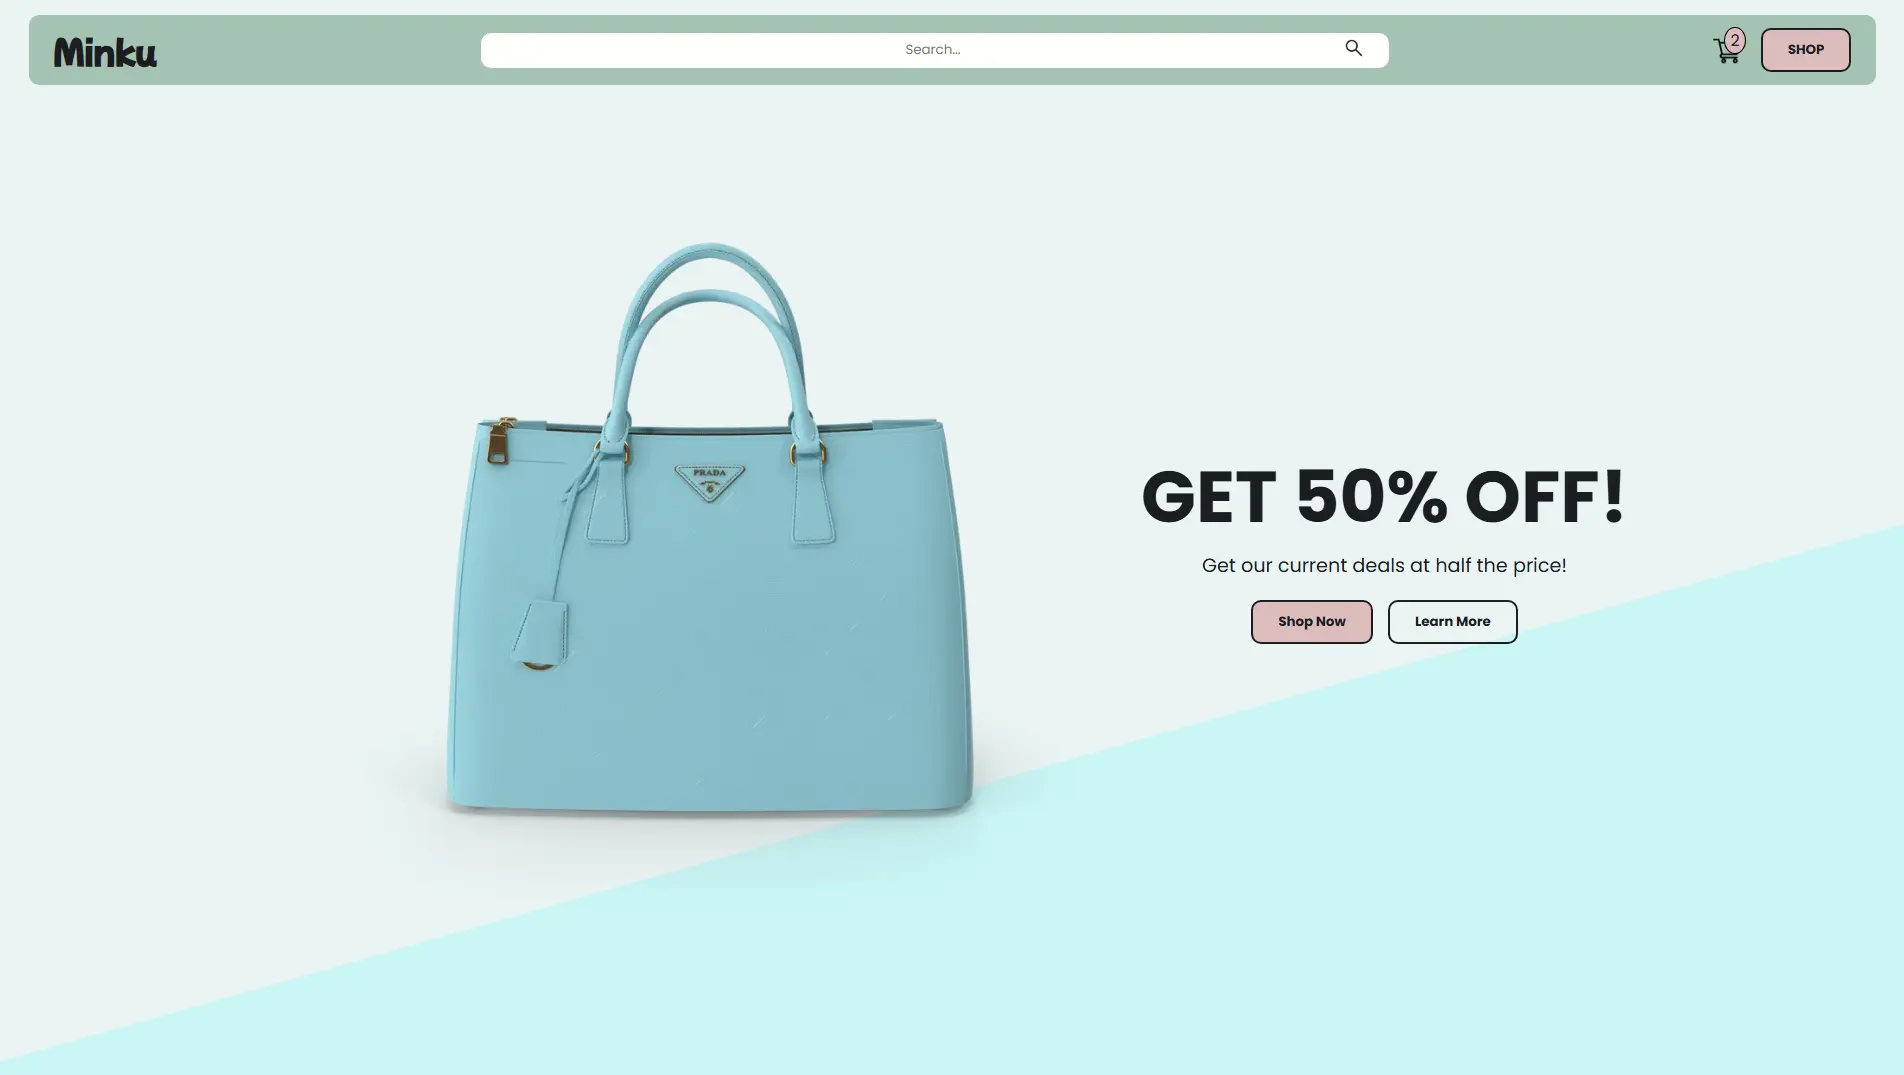 Minku
Search...
2
SHOP
PRADA
GET 50% OFF!
Get our current deals at half the price!
Shop Now
Learn More